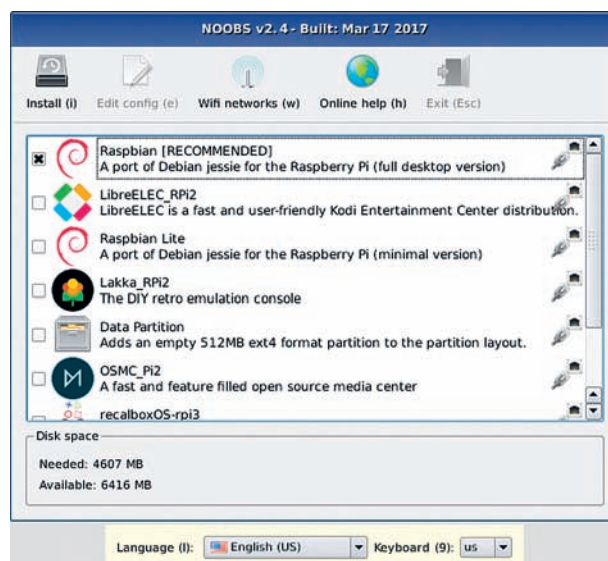 NOOBS v2.4 - Built: Mar 17 2017
Install (i) Edit config (e) Wifi networks (w) Online help (h) Exit (Esc)
Raspbian [RECOMMENDED]
A port of Debian jessie for the Raspberry Pi (full desktop version)
LibreELEC_RPi2
LibreELEC is a fast and user-friendly Kodi Entertainment Center distribution.
Raspbian Lite
A port of Debian jessie for the Raspberry Pi (minimal version)
Lakka_RPi2
The DIY retro emulation console
Data Partition
Adds an empty 512MB ext4 format partition to the partition layout.
OSMC_Pi2
A fast and feature filled open source media center
recalboxOS-rpi3
Disk space
Needed: 4607 MB
Available: 6416 MB
Language (l): English (US) Keyboard (9): us